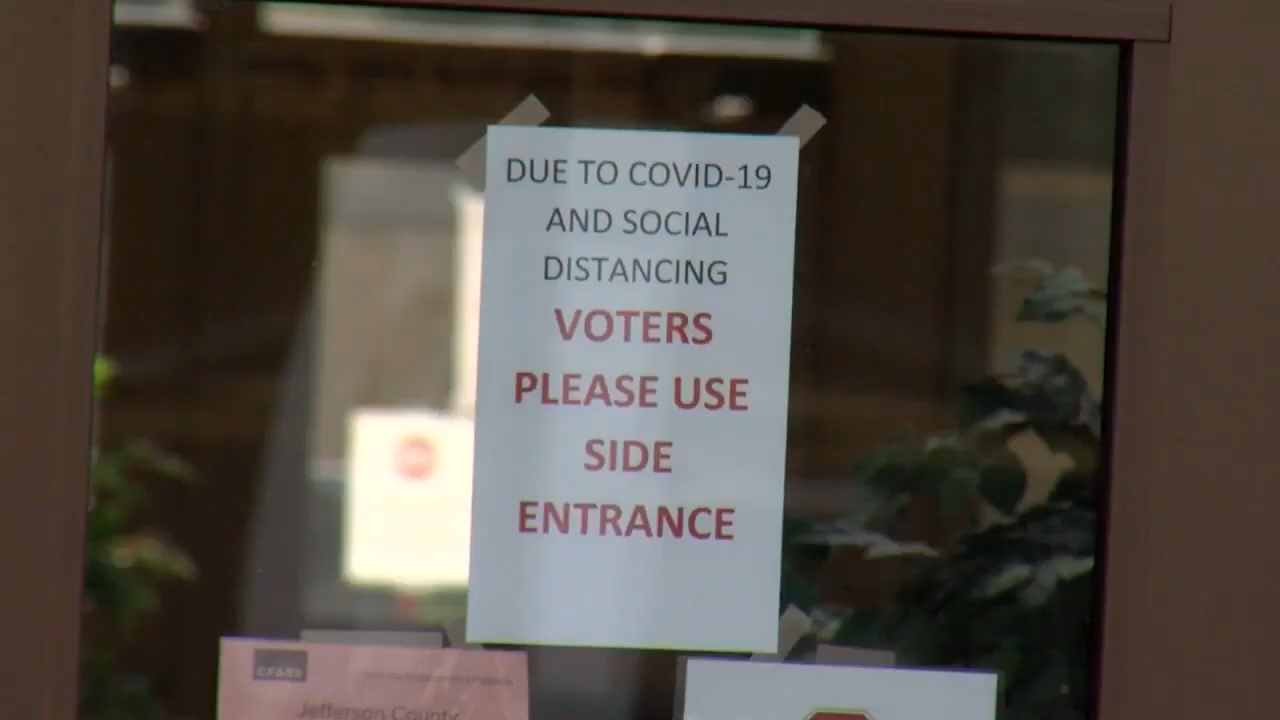 DUE TO COVID-19
AND SOCIAL
DISTANCING
VOTERS
PLEASE USE
SIDE
ENTRANCE
Jefferson County